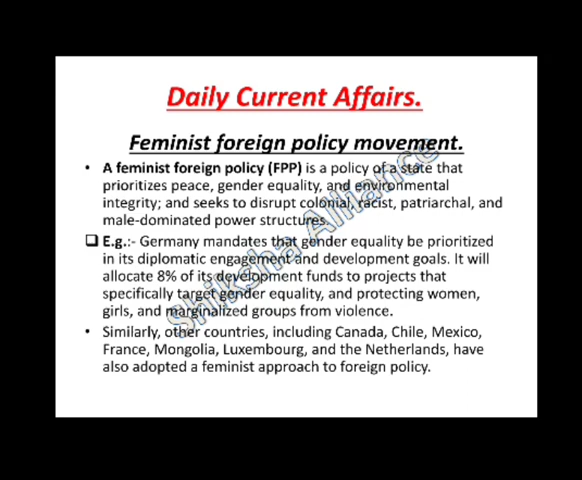 Daily Current Affairs.
Feminist foreign policy movement.
• A feminist foreign policy (FPP) is a policy of a state that
prioritizes peace, gender equality, and environmental
integrity; and seeks to disrupt colonial, racist, patriarchal, and
male-dominated power structures.
❑ E.g.:- Germany mandates that gender equality be prioritized
in its diplomatic engagement and development goals. It will
allocate 8% of its development funds to projects that
specifically target gender equality, and protecting women,
girls, and marginalized groups from violence.
• Similarly, other countries, including Canada, Chile, Mexico,
France, Mongolia, Luxembourg, and the Netherlands, have
also adopted a feminist approach to foreign policy.
Shiksha Alliance